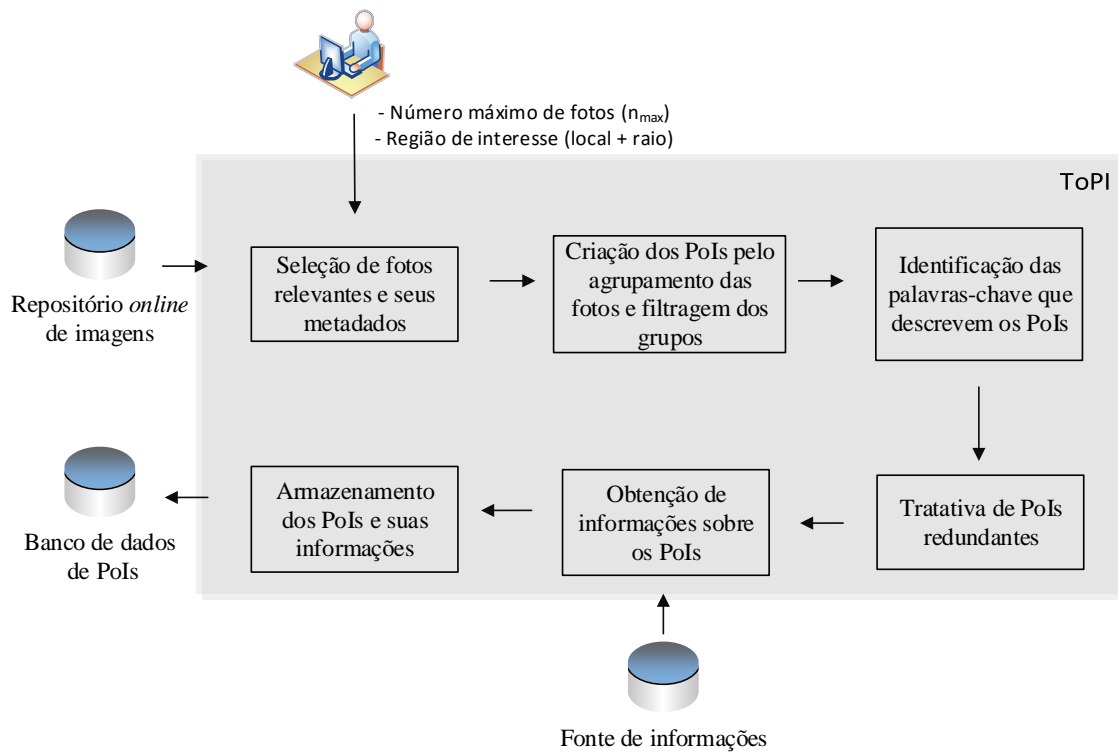 - Número máximo de fotos (nmax)
- Região de interesse (local + raio)
ToPI
Repositório online
de imagens
Seleção de fotos
relevantes e seus
metadados
Criação dos PoIs pelo
agrupamento das
fotos e filtragem dos
grupos
Identificação das
palavras-chave que
descrevem os PoIs
Tratativa de PoIs
redundantes
Obtenção de
informações sobre
os PoIs
Armazenamento
dos PoIs e suas
informações
Banco de dados
de PoIs
Fonte de informações